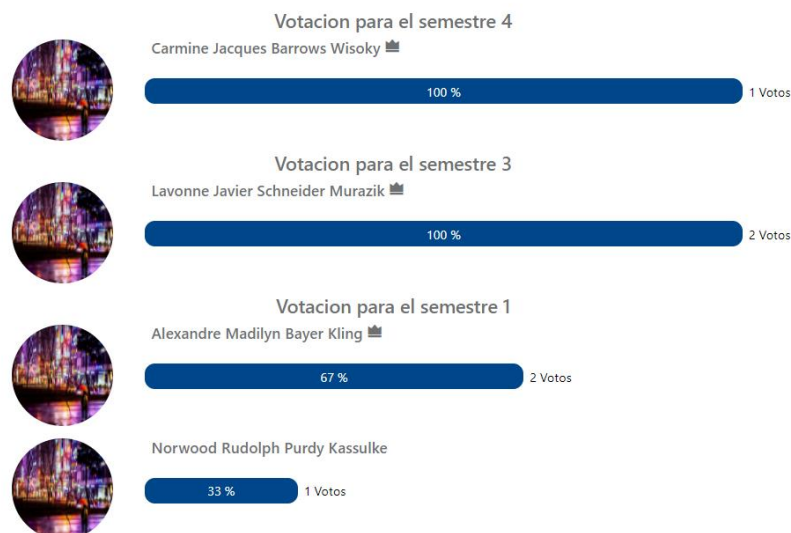 Votacion para el semestre 4
Carmine Jacques Barrows Wisoky
100 %
1 Votos
Votacion para el semestre 3
Lavonne Javier Schneider Murazik
100 %
2 Votos
Votacion para el semestre 1
Alexandre Madilyn Bayer Kling
67 %
2 Votos
Norwood Rudolph Purdy Kassulke
33 %
1 Votos